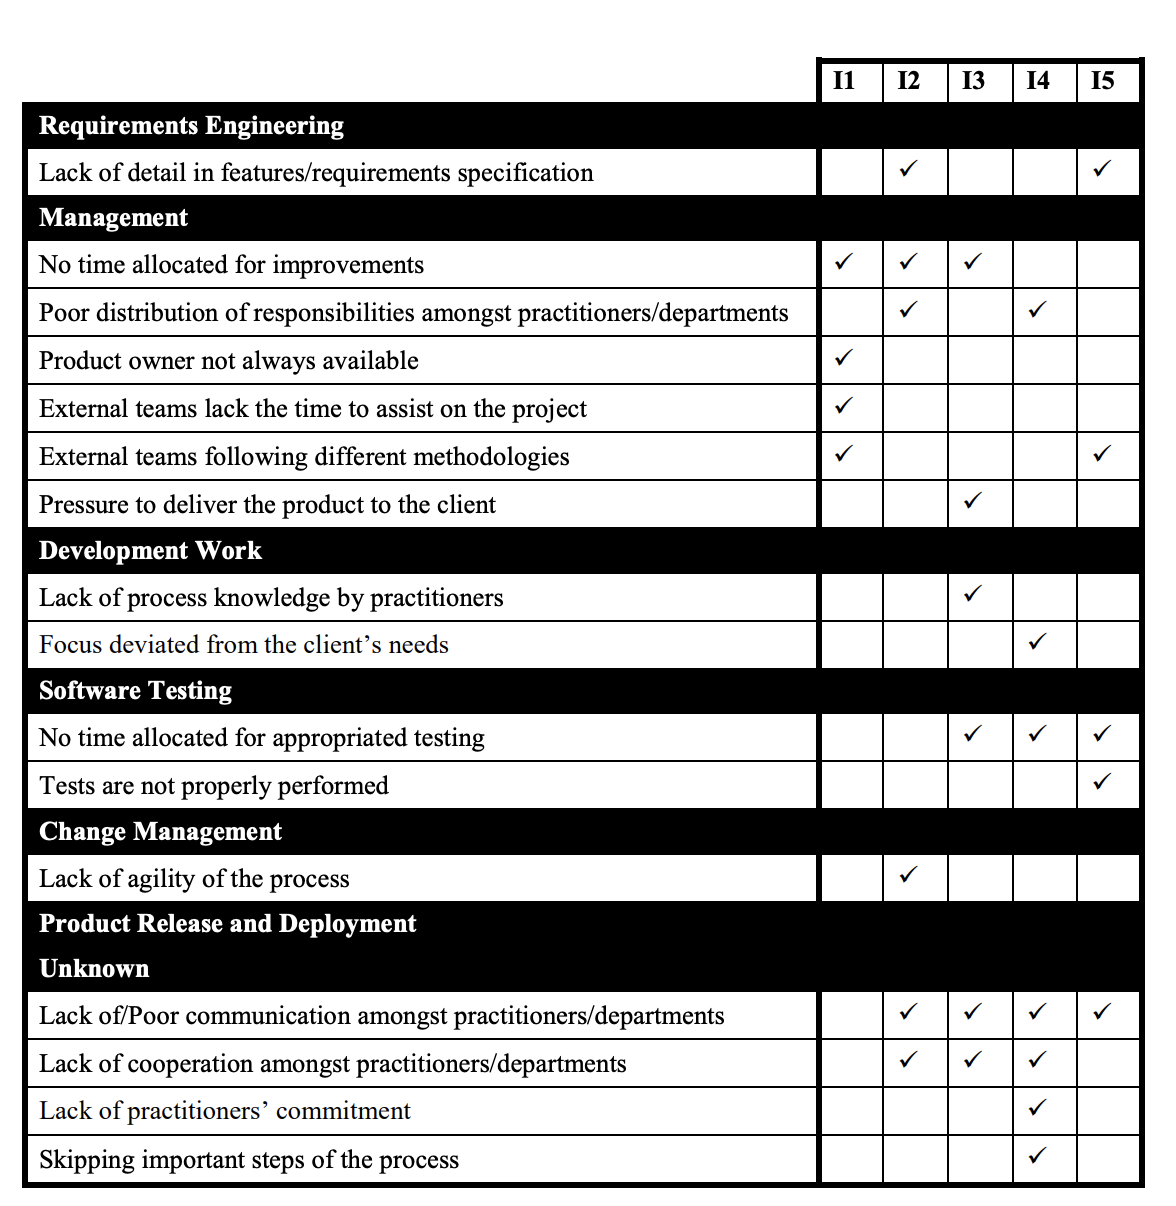 I1 I2 I3 I4 I5
Requirements Engineering
Lack of detail in features/requirements specification ✓ ✓
Management
No time allocated for improvements ✓ ✓ ✓
Poor distribution of responsibilities amongst practitioners/departments ✓ ✓
Product owner not always available ✓
External teams lack the time to assist on the project ✓
External teams following different methodologies ✓ ✓
Pressure to deliver the product to the client ✓
Development Work
Lack of process knowledge by practitioners ✓
Focus deviated from the client’s needs ✓
Software Testing
No time allocated for appropriated testing ✓ ✓ ✓
Tests are not properly performed ✓
Change Management
Lack of agility of the process ✓
Product Release and Deployment
Unknown
Lack of/Poor communication amongst practitioners/departments ✓ ✓ ✓ ✓
Lack of cooperation amongst practitioners/departments ✓ ✓ ✓
Lack of practitioners’ commitment ✓
Skipping important steps of the process ✓